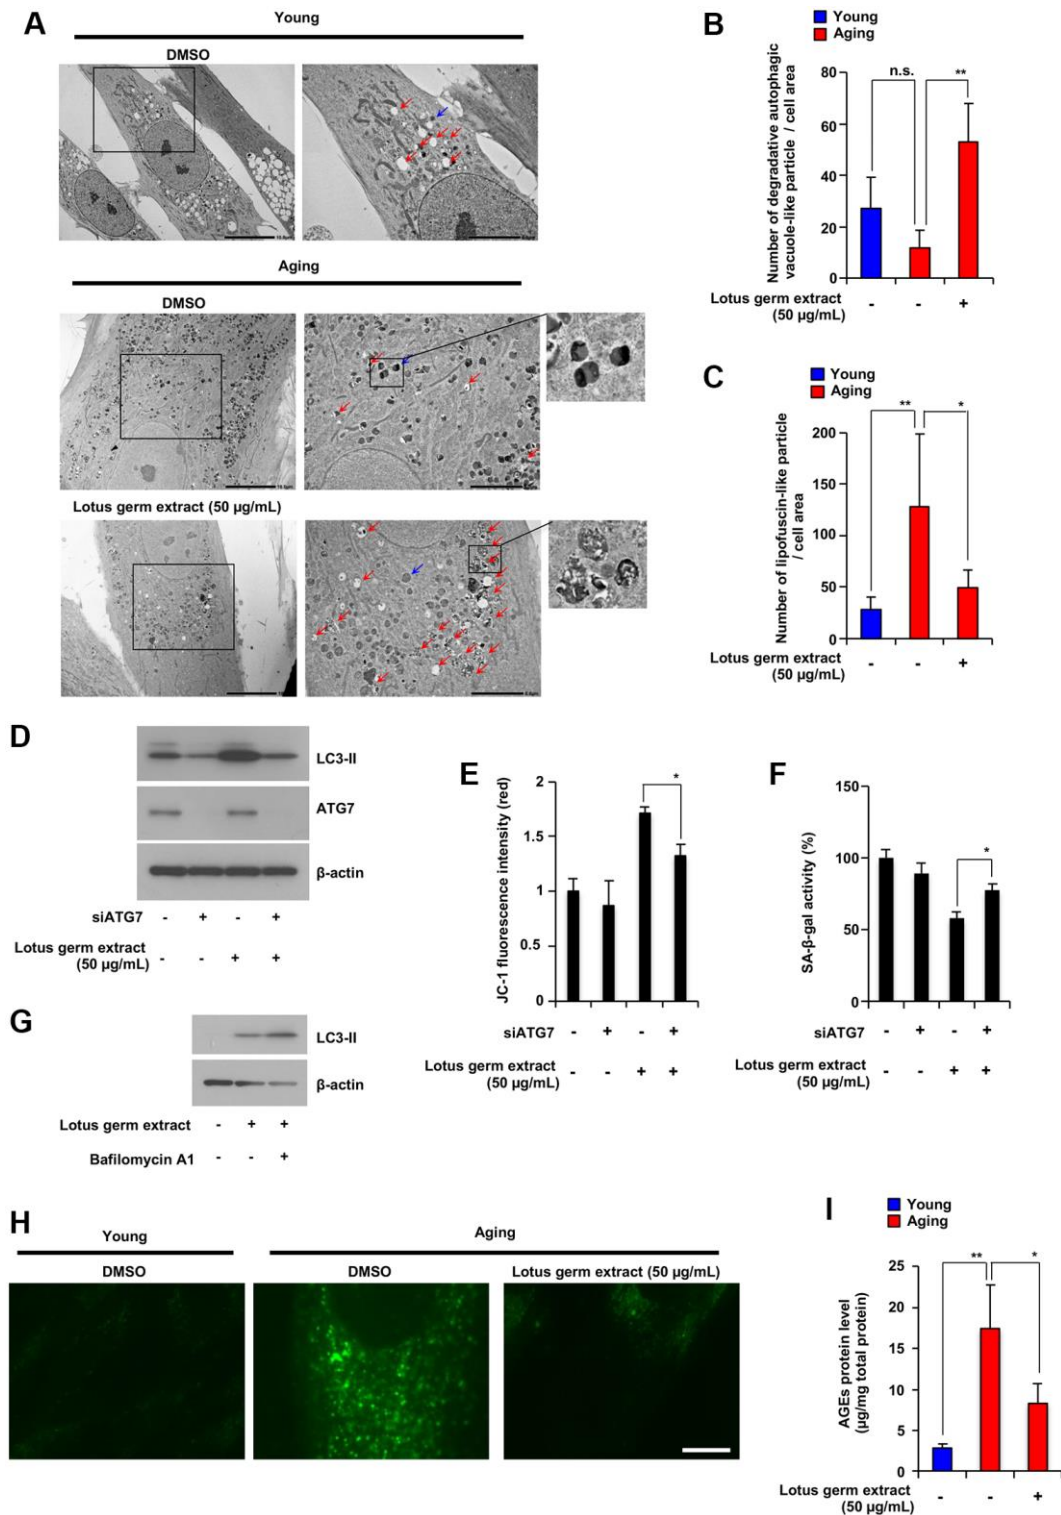 A
Young
DMSO
Aging
DMSO
Lotus germ extract (50 µg/mL)
B
Young
Aging
Number of degradative autophagic
vacuole-like particle / cell area
80
60
40
20
0
n.s.
**
Lotus germ extract
(50 µg/mL)
- - +
C
Young
Aging
Number of lipofuscin-like particle
/ cell area
200
150
100
50
0
**
*
Lotus germ extract
(50 µg/mL)
- - +
D
LC3-II
ATG7
β-actin
siATG7 - + - +
Lotus germ extract
(50 µg/mL)
- - + +
E
JC-1 fluorescence intensity (red)
2
1.5
1
0.5
0
*
siATG7 - + - +
Lotus germ extract
(50 µg/mL)
- - + +
F
SA-β-gal activity (%)
150
100
50
0
*
siATG7 - + - +
Lotus germ extract
(50 µg/mL)
- - + +
G
LC3-II
β-actin
Lotus germ extract - + +
Bafilomycin A1 - - +
H
Young
Aging
DMSO
DMSO
Lotus germ extract (50 µg/mL)
I
Young
Aging
AGEs protein level
(µg/mg total protein)
25
20
15
10
5
0
**
*
Lotus germ extract
(50 µg/mL)
- - +